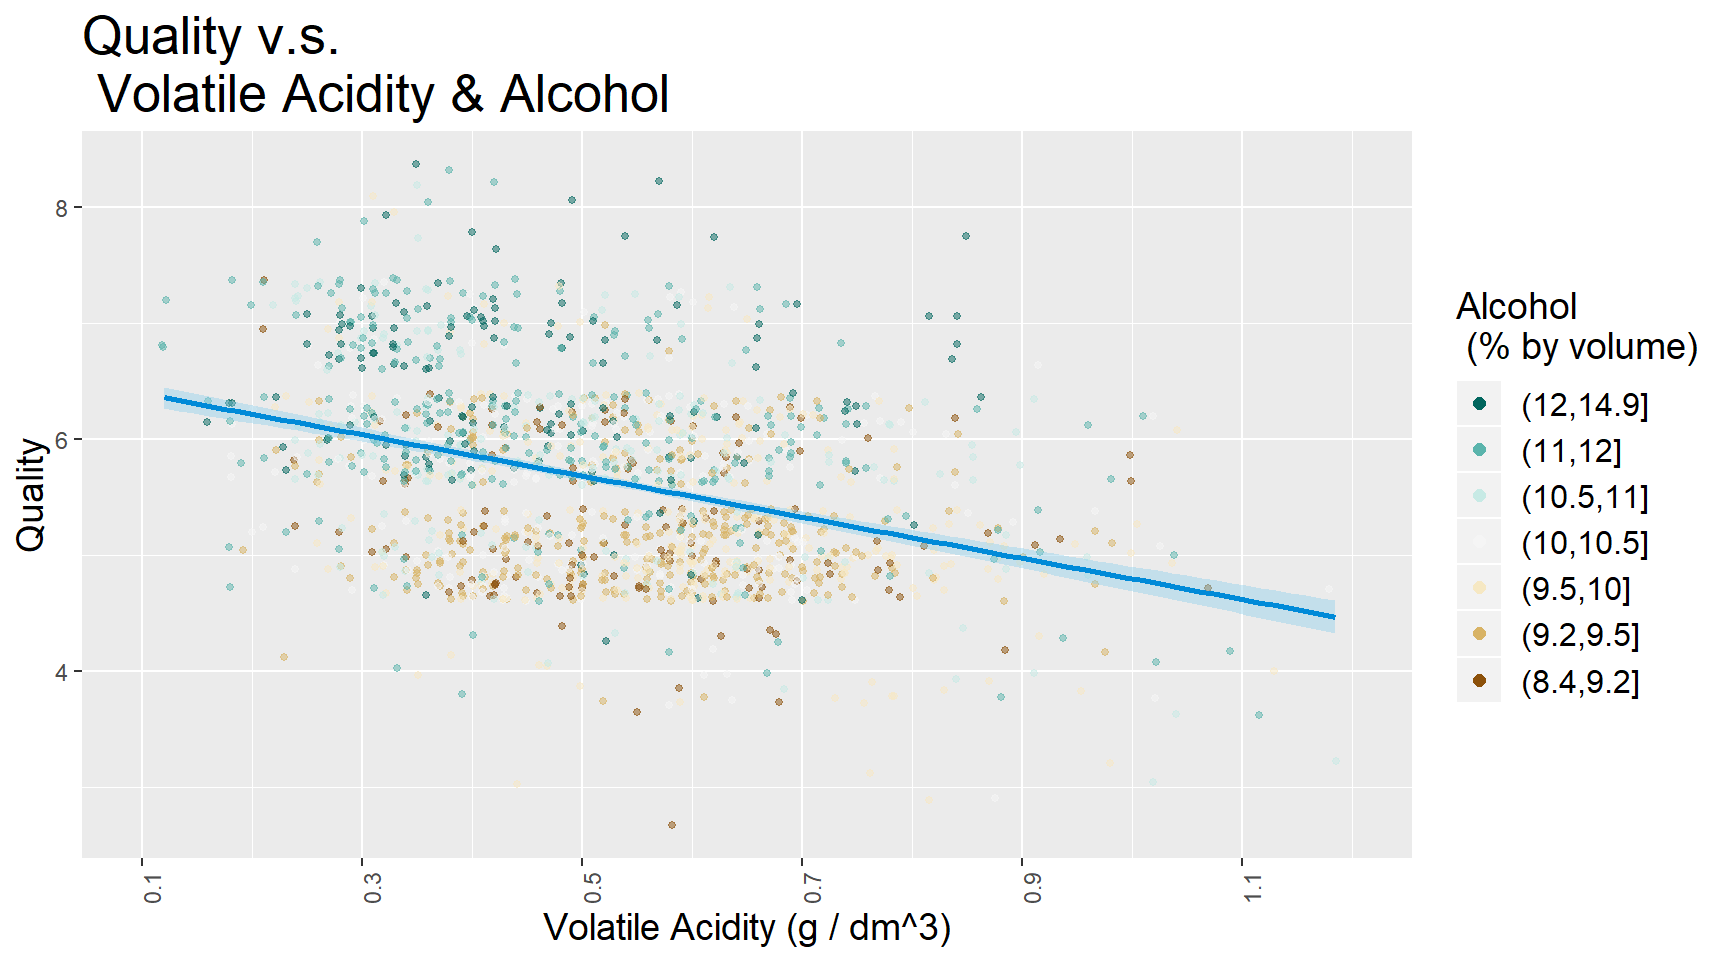 Quality v.s.
Volatile Acidity & Alcohol
Quality
8
6
4
0.1
0.3
0.5
0.7
0.9
1.1
Volatile Acidity (g / dm^3)
Alcohol
(% by volume)
(12,14.9]
(11,12]
(10.5,11]
(10,10.5]
(9.5,10]
(9.2,9.5]
(8.4,9.2]